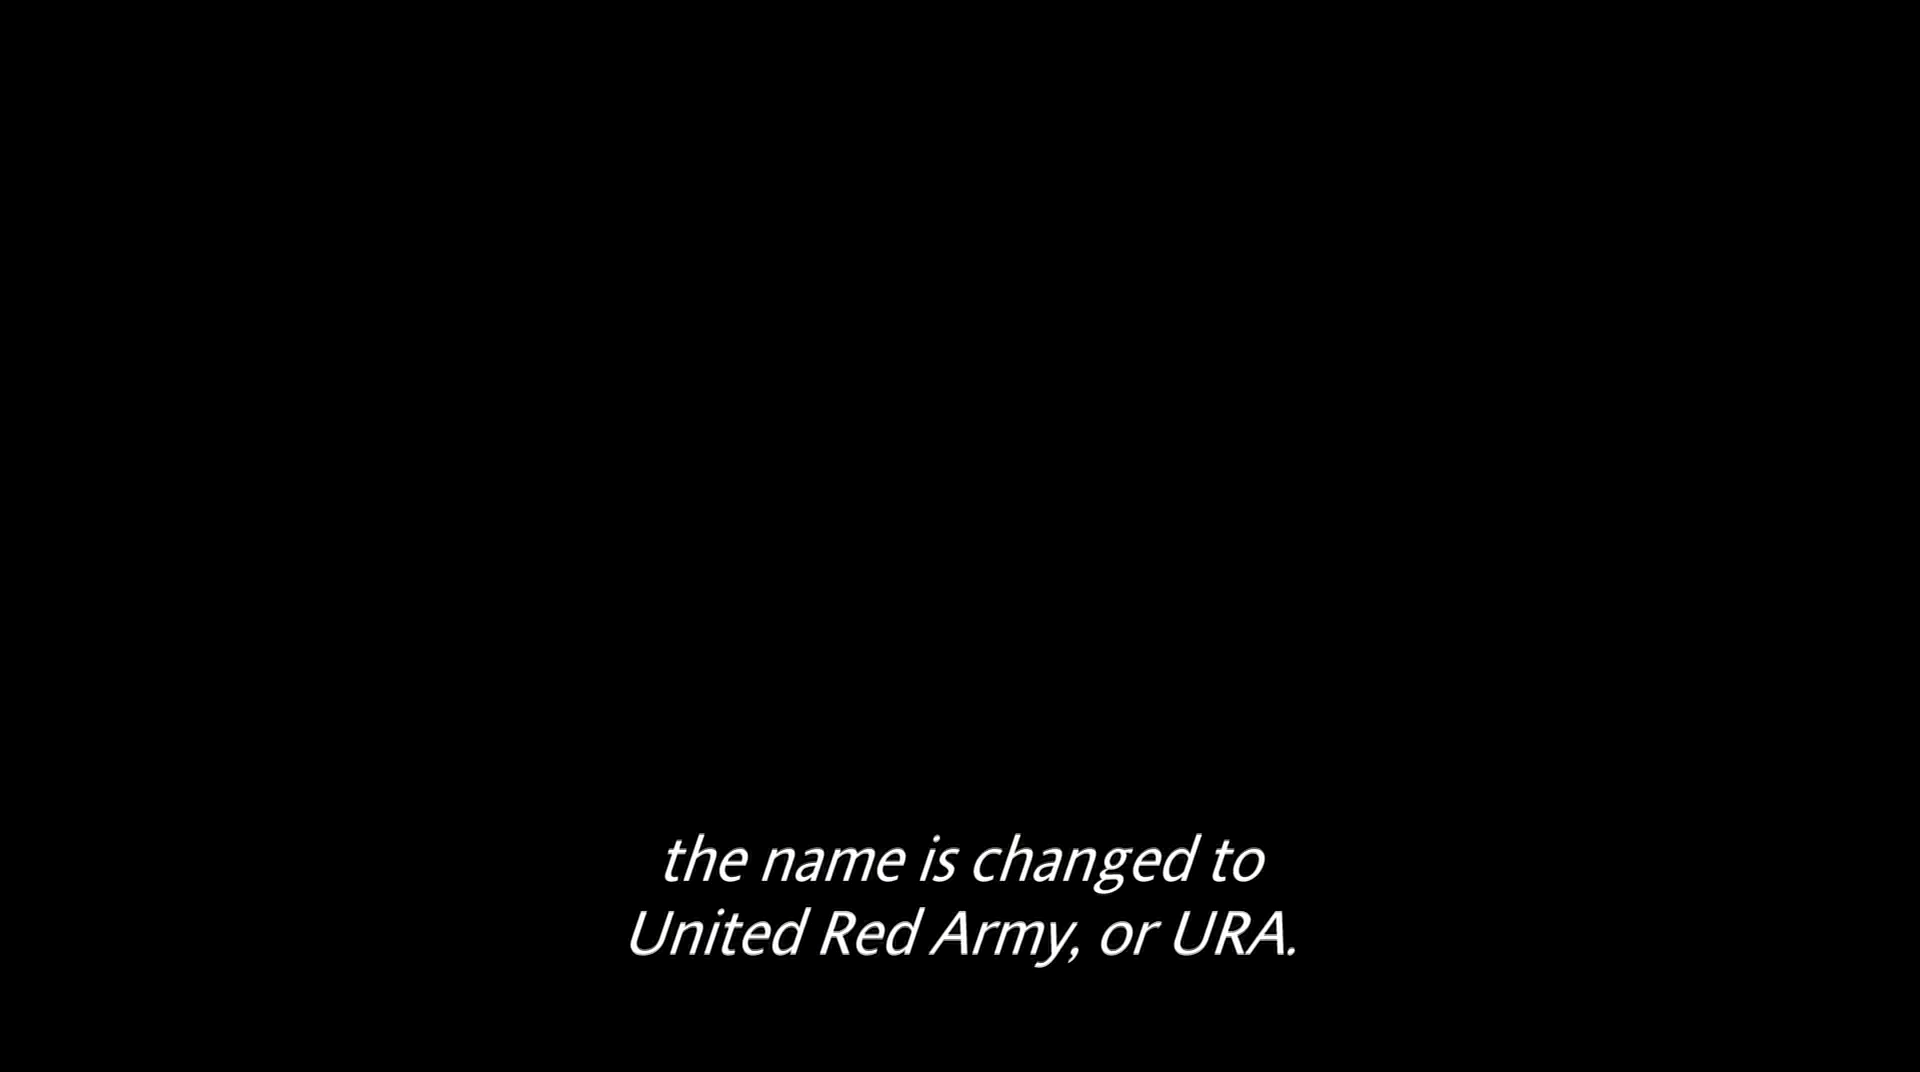 the name is changed to
United Red Army, or URA.